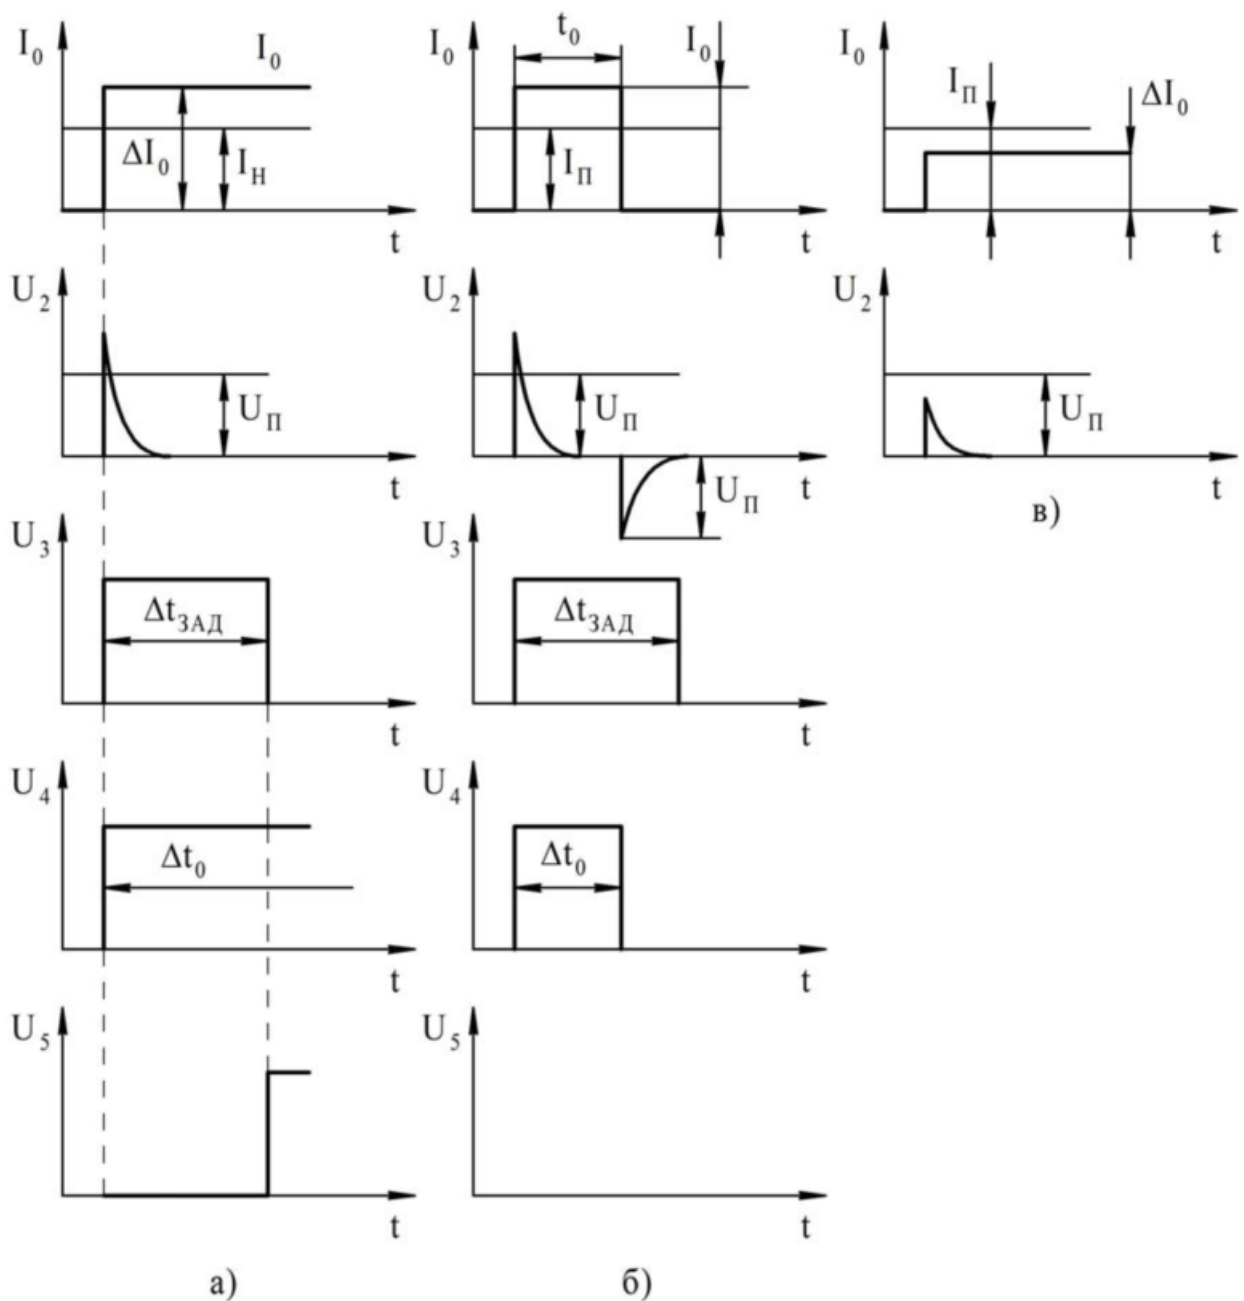 I₀ I₀ ΔI₀ I_Н t
I₀ t₀ I₀ I_П t
I₀ I_П ΔI₀ t
U₂ U_П t
U₂ U_П U_П t
U₂ U_П t
в)
U₃ Δt_ЗАД t
U₃ Δt_ЗАД t
U₄ Δt₀ t
U₄ Δt₀ t
U₅ t
U₅ t
а) б)